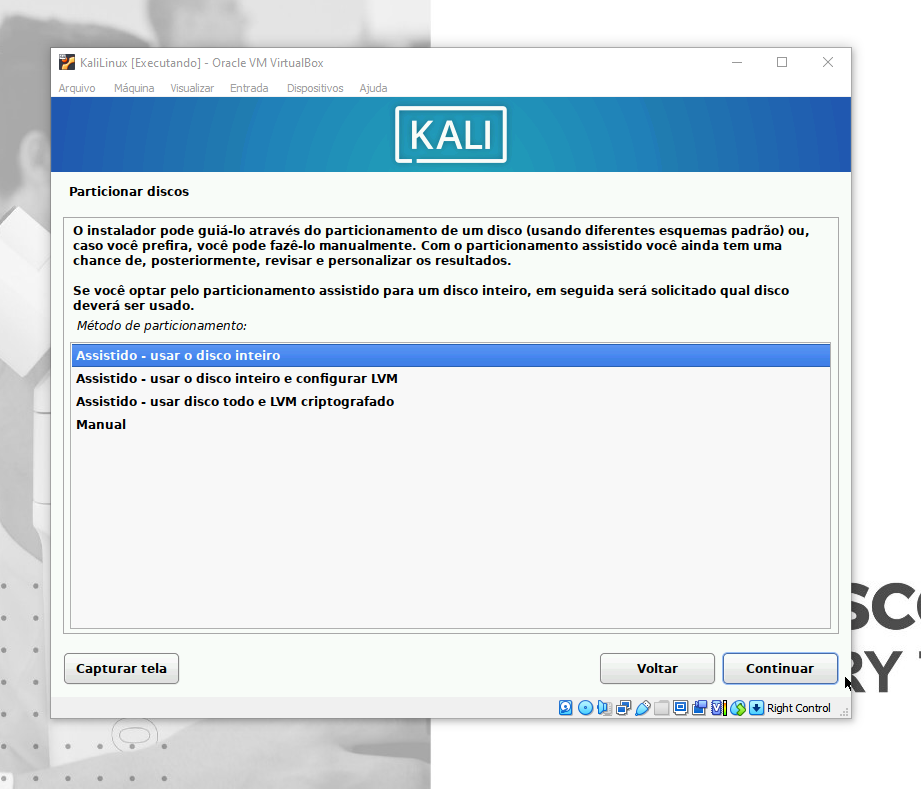 KaliLinux [Executando] - Oracle VM VirtualBox
Arquivo Máquina Visualizar Entrada Dispositivos Ajuda
KALI
Particionar discos
O instalador pode guiá-lo através do particionamento de um disco (usando diferentes esquemas padrão) ou,
caso você prefira, você pode fazê-lo manualmente. Com o particionamento assistido você ainda tem uma
chance de, posteriormente, revisar e personalizar os resultados.
Se você optar pelo particionamento assistido para um disco inteiro, em seguida será solicitado qual disco
deverá ser usado.
Método de particionamento:
Assistido - usar o disco inteiro
Assistido - usar o disco inteiro e configurar LVM
Assistido - usar disco todo e LVM criptografado
Manual
Capturar tela
Voltar
Continuar
Right Control